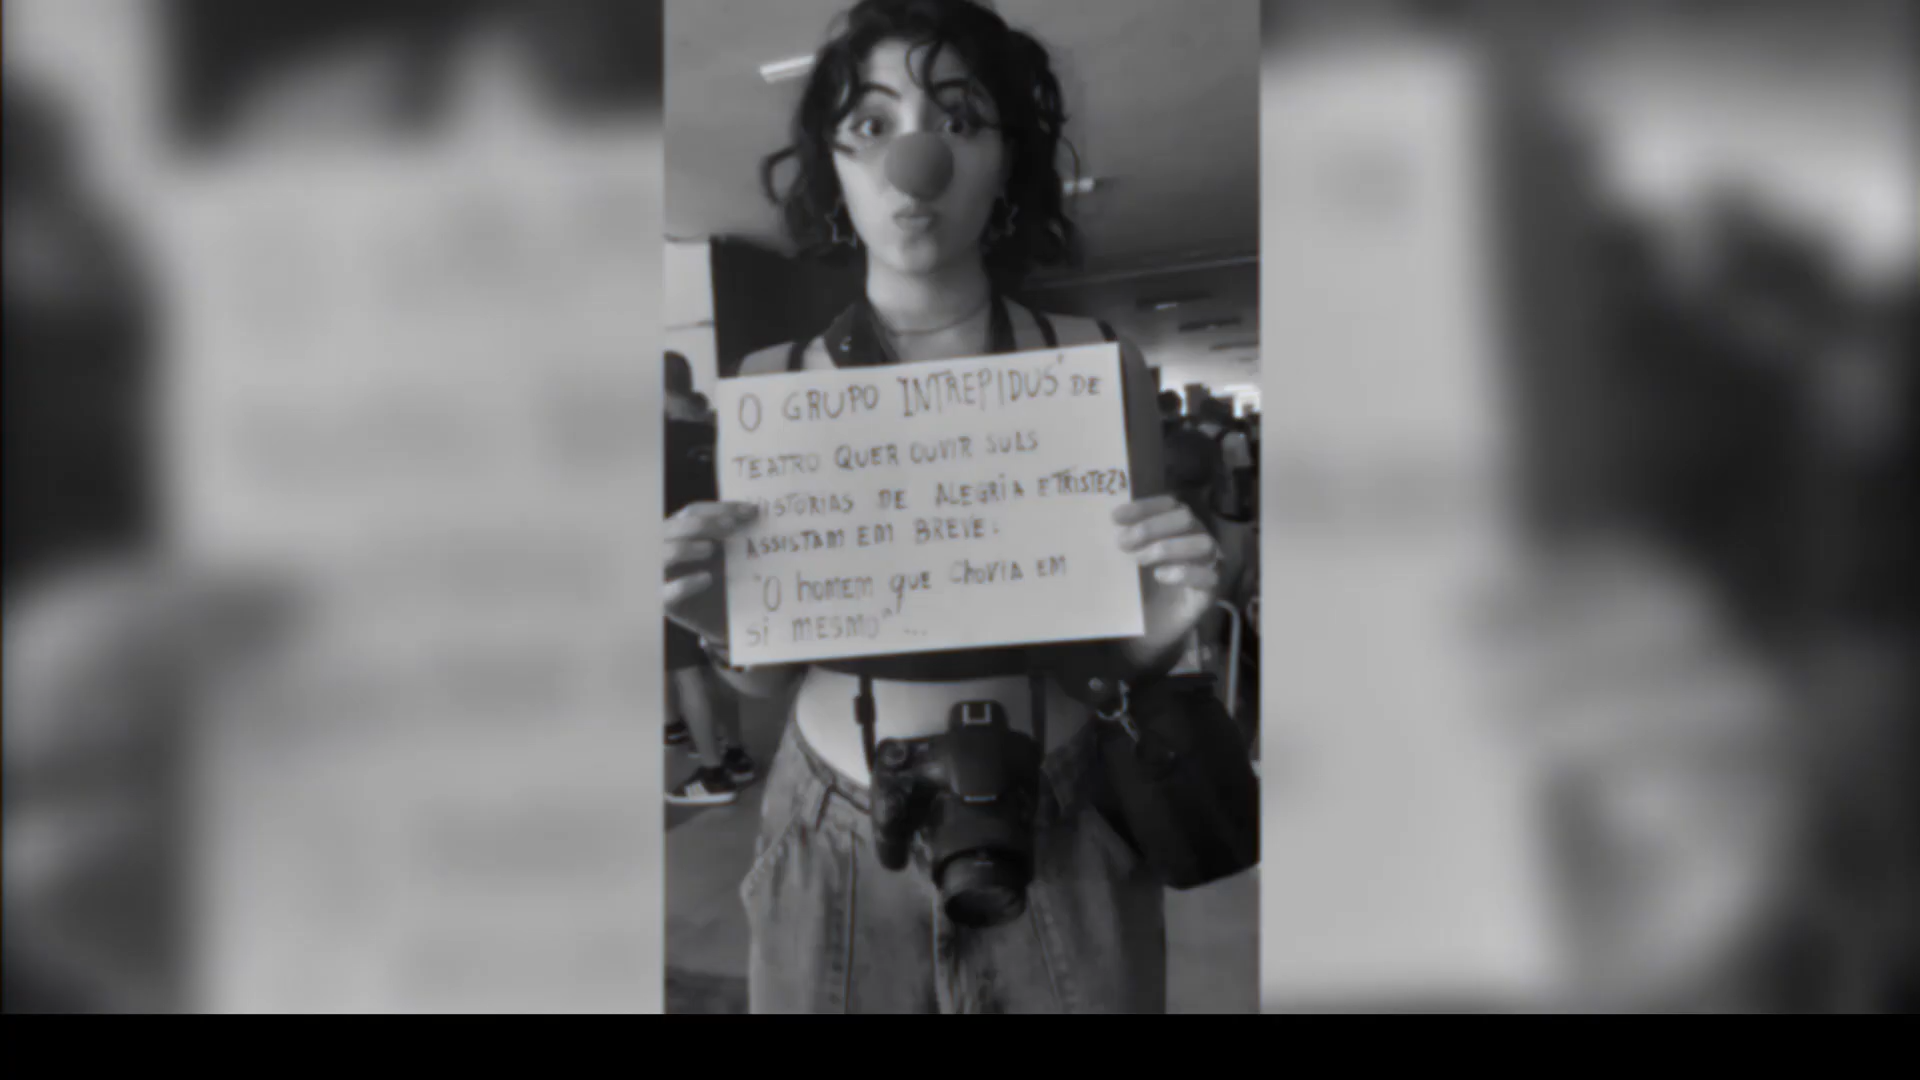 O GRUPO INTREPIDUS" DE
TEATRO QUER OUVIR SUAS
HISTÓRIAS DE ALEGRIA E TRISTEZA
ASSISTAM EM BREVE:
"O homem que chovia EM
Si MESMO"...